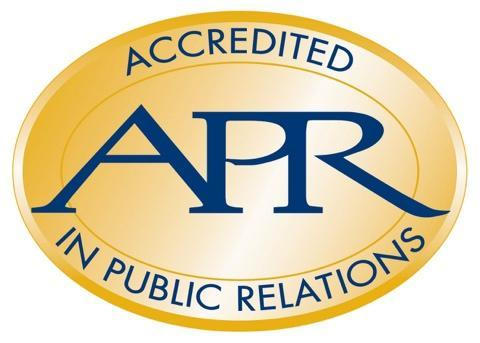 ACCREDITED
APR
IN PUBLIC RELATIONS